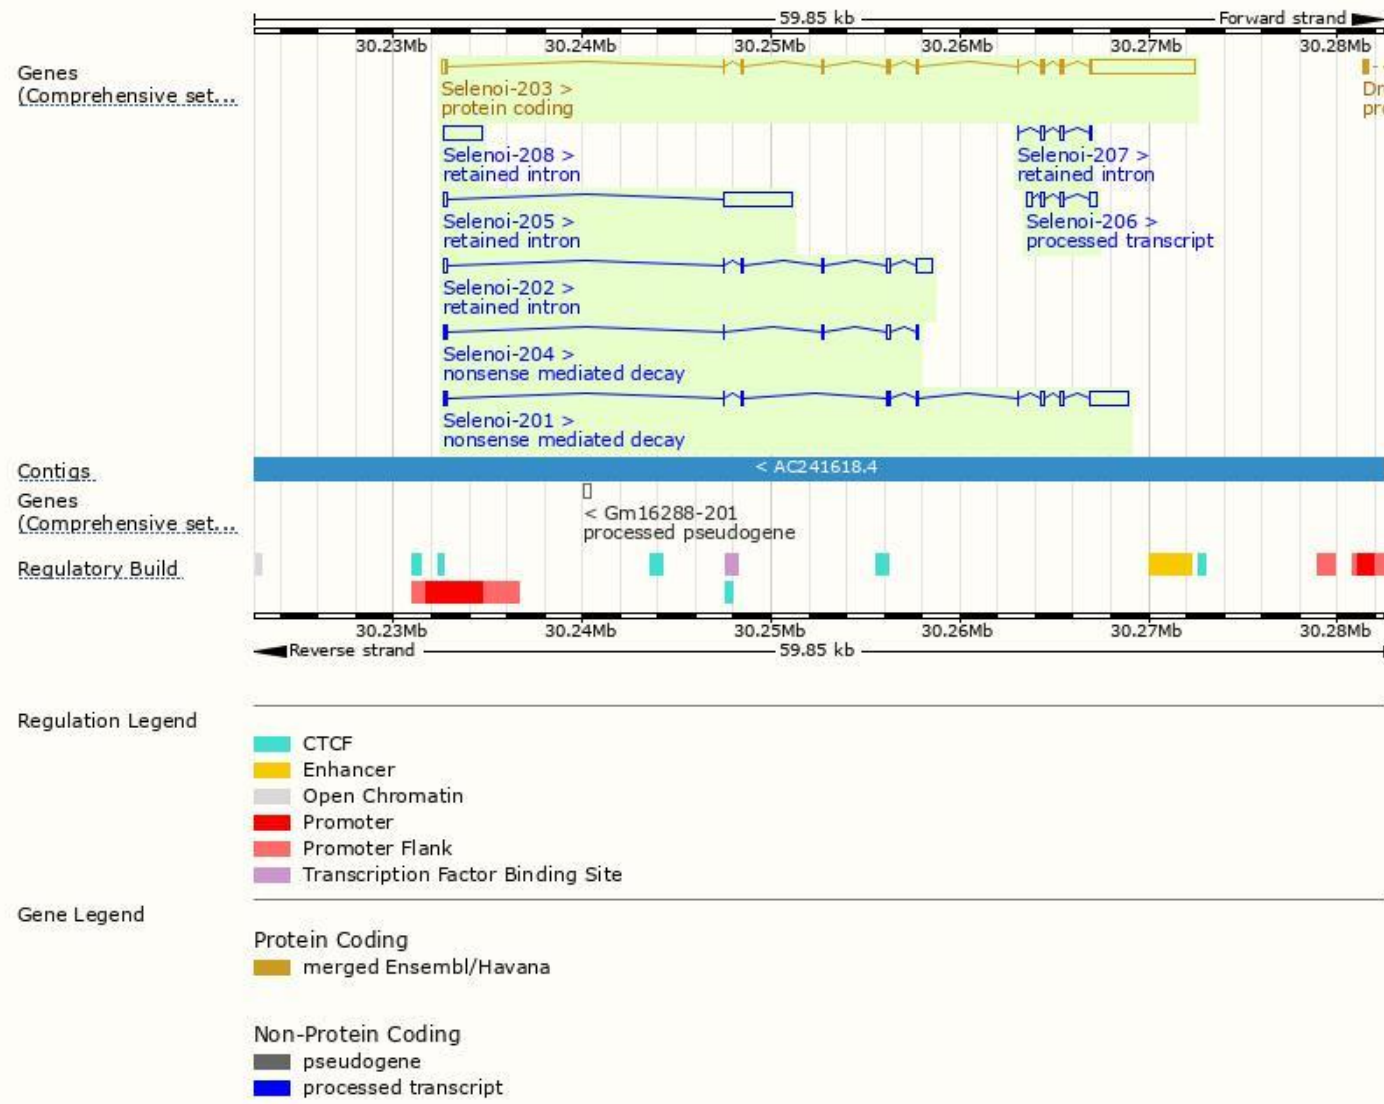 59.85 kb Forward strand
30.23Mb 30.24Mb 30.25Mb 30.26Mb 30.27Mb 30.28Mb
Genes
(Comprehensive set...
Selenoi-203 > Dr
protein coding pr
Selenoi-208 > Selenoi-207 >
retained intron retained intron
Selenoi-205 > Selenoi-206 >
retained intron processed transcript
Selenoi-202 >
retained intron
Selenoi-204 >
nonsense mediated decay
Selenoi-201 >
nonsense mediated decay
Contigs < AC241618.4
Genes
(Comprehensive set...
< Gm16288-201
processed pseudogene
Regulatory Build
30.23Mb 30.24Mb 30.25Mb 30.26Mb 30.27Mb 30.28Mb
Reverse strand 59.85 kb
Regulation Legend
CTCF
Enhancer
Open Chromatin
Promoter
Promoter Flank
Transcription Factor Binding Site
Gene Legend
Protein Coding
merged Ensembl/Havana
Non-Protein Coding
pseudogene
processed transcript